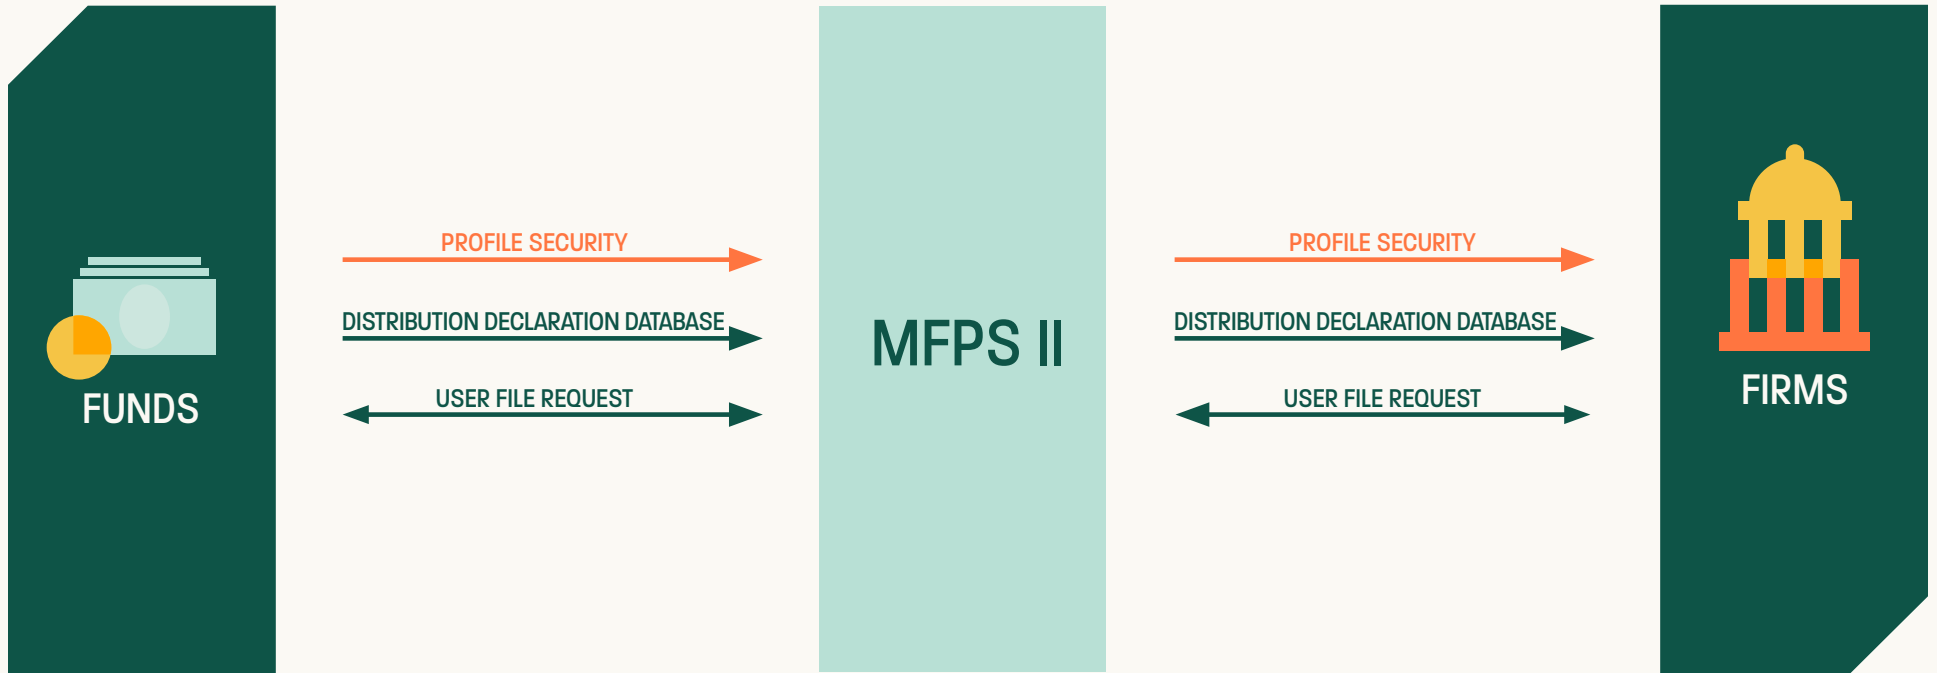 FUNDS
PROFILE SECURITY
DISTRIBUTION DECLARATION DATABASE
USER FILE REQUEST
MFPS II
PROFILE SECURITY
DISTRIBUTION DECLARATION DATABASE
USER FILE REQUEST
FIRMS